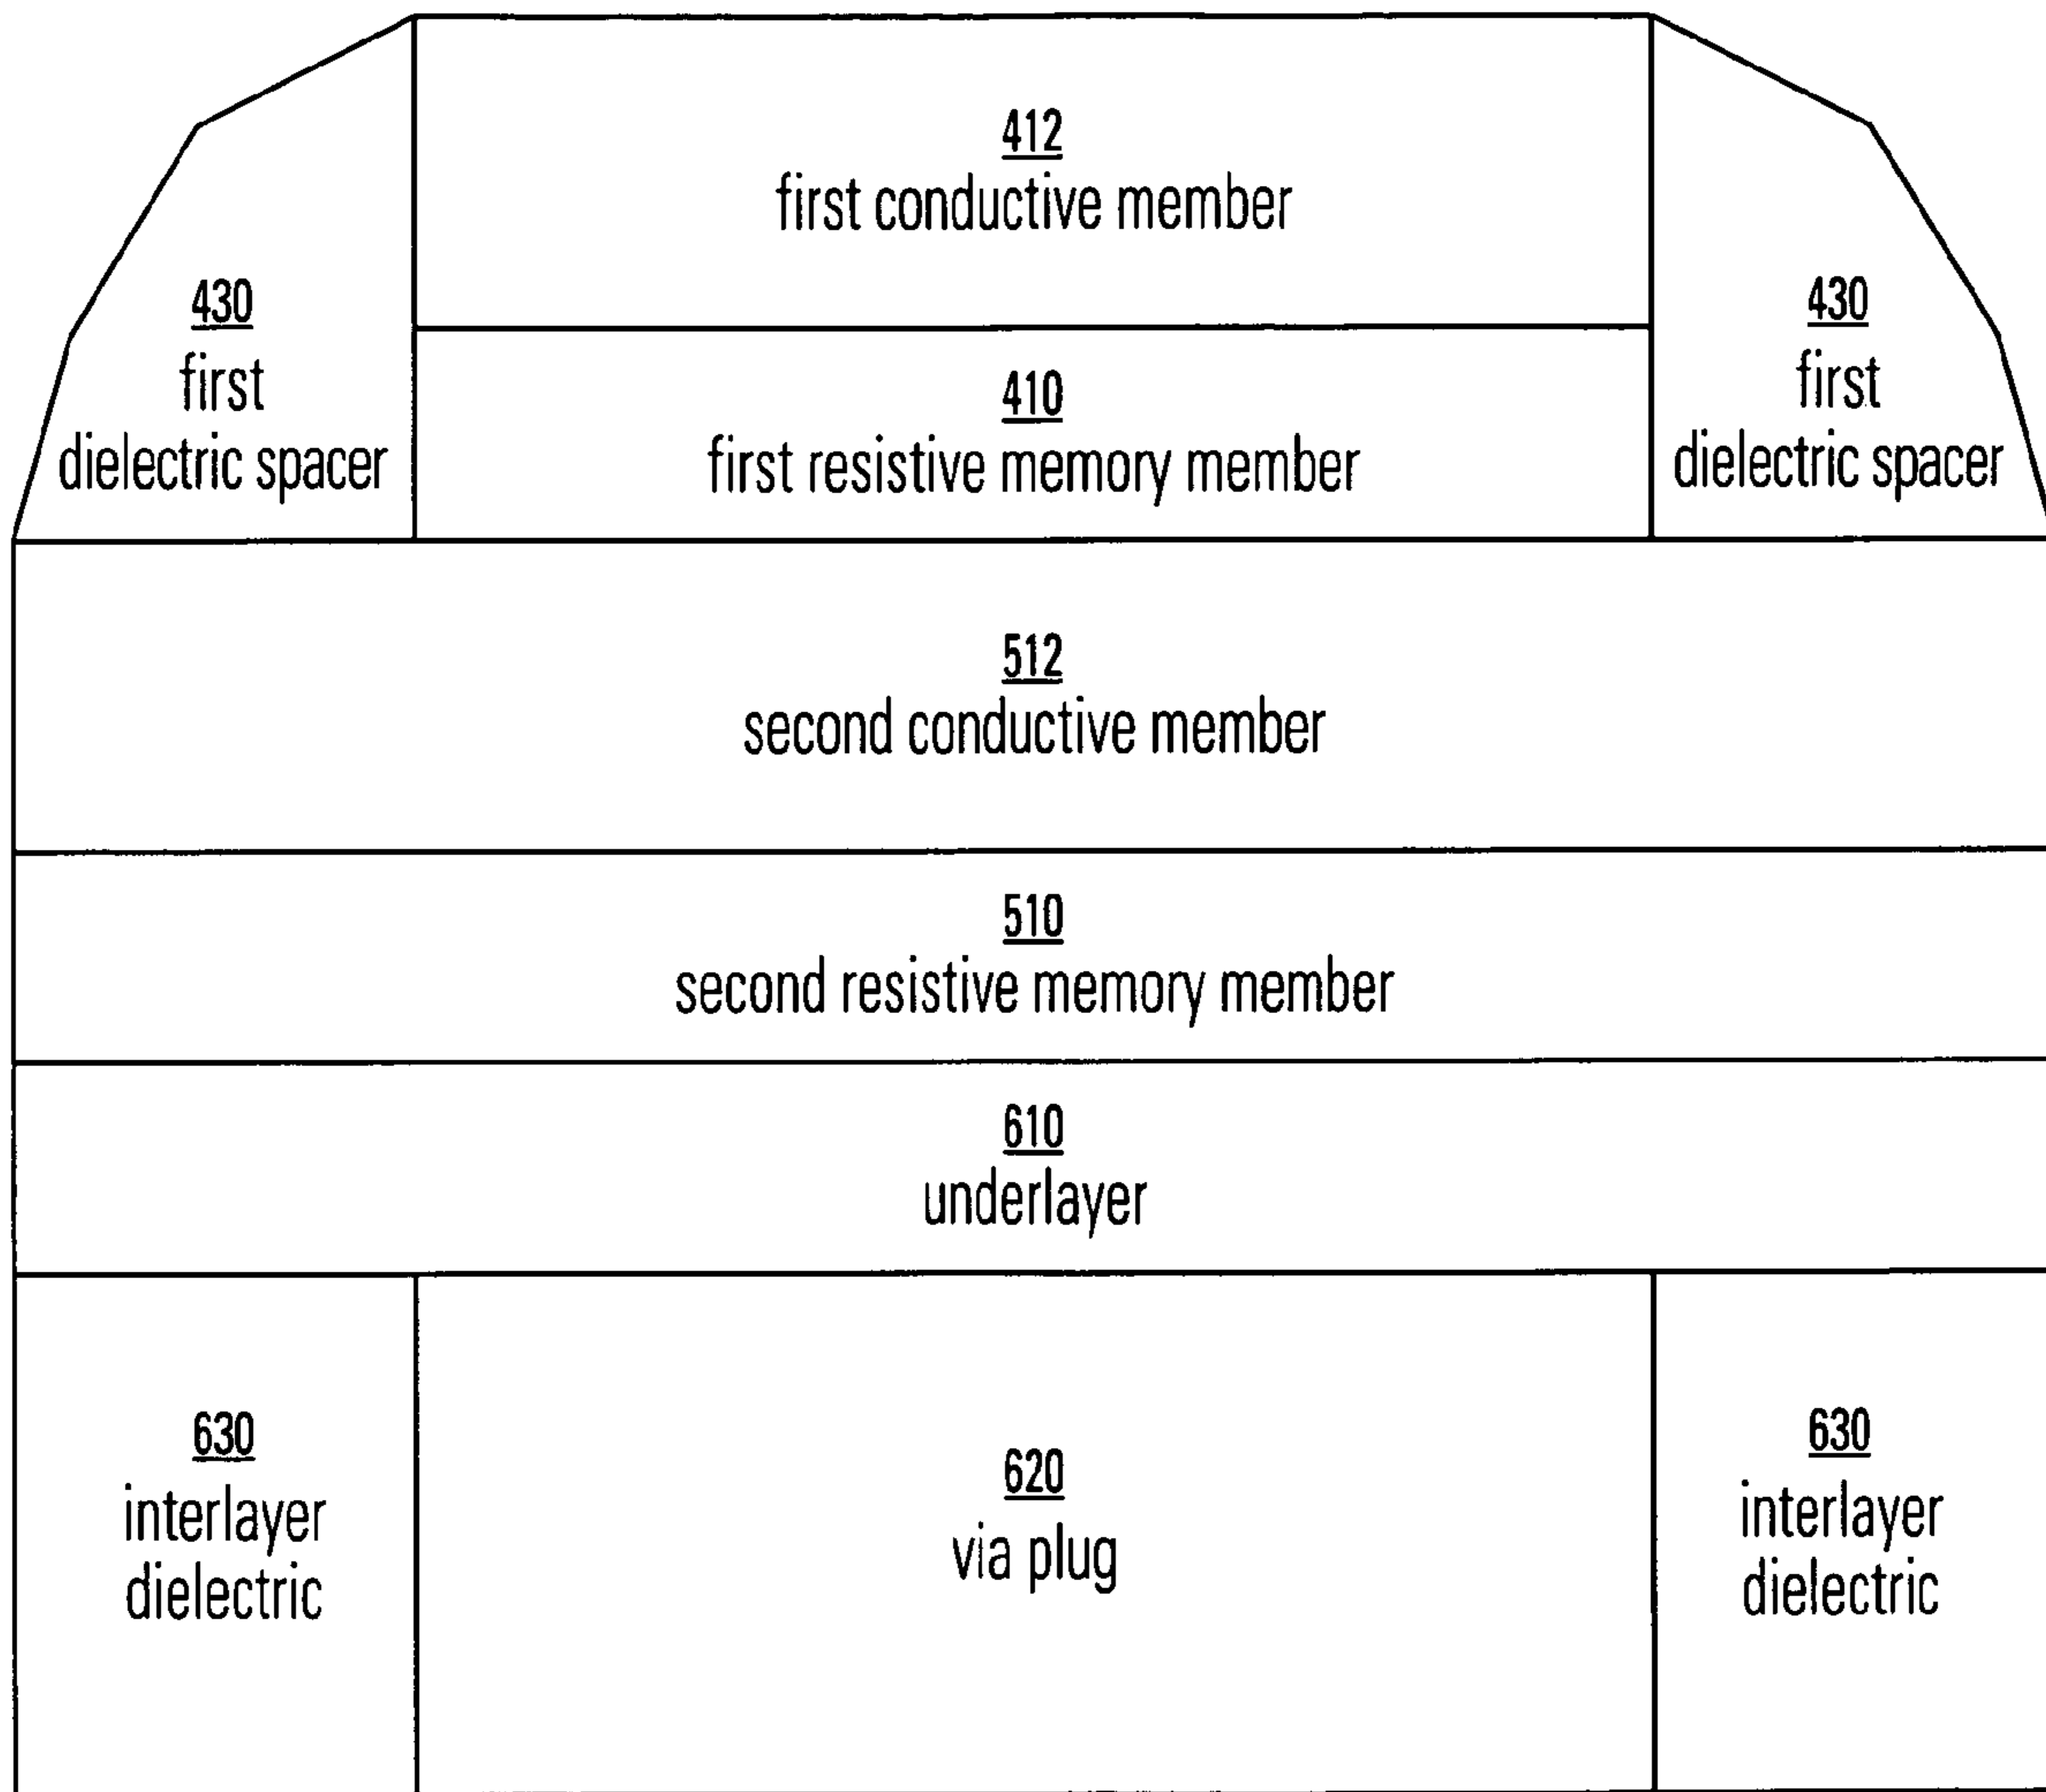 412
first conductive member
430
first
dielectric spacer
410
first resistive memory member
430
first
dielectric spacer
512
second conductive member
510
second resistive memory member
610
underlayer
630
interlayer
dielectric
620
via plug
630
interlayer
dielectric